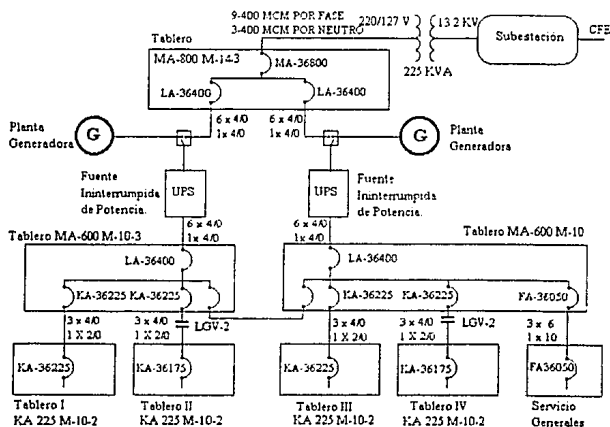 9-400 MCM POR FASE
3-400 MCM POR NEUTRO
220/127 V
13.2 KV
Subestación
CFE
225 KVA
Tablero
MA-800 M-14-3
MA-36800
LA-36400
LA-36400
6 x 4/0
1x 4/0
6 x 4/0
1x 4/0
Planta
Generadora
G
G
Planta
Generadora
Fuente
Ininterrumpida
de Potencia.
UPS
UPS
Fuente
Ininterrumpida
de Potencia.
6 x 4/0
1x 4/0
6 x 4/0
1x 4/0
Tablero MA-600 M-10-3
Tablero MA-600 M-10
LA-36400
LA-36400
KA-36225
KA-36225
KA-36225
KA-36225
FA-36050
3 x 4/0
1 X 2/0
3 x 4/0
1 X 2/0
LGV-2
3 x 4/0
1 X 2/0
3 x 4/0
1 X 2/0
LGV-2
3 x 6
1 x 10
KA-36225
KA-36175
KA-36225
KA-36175
FA36050
Tablero I
KA 225 M-10-2
Tablero II
KA 225 M-10-2
Tablero III
KA 225 M-10-2
Tablero IV
KA 225 M-10-2
Servicio
Generales